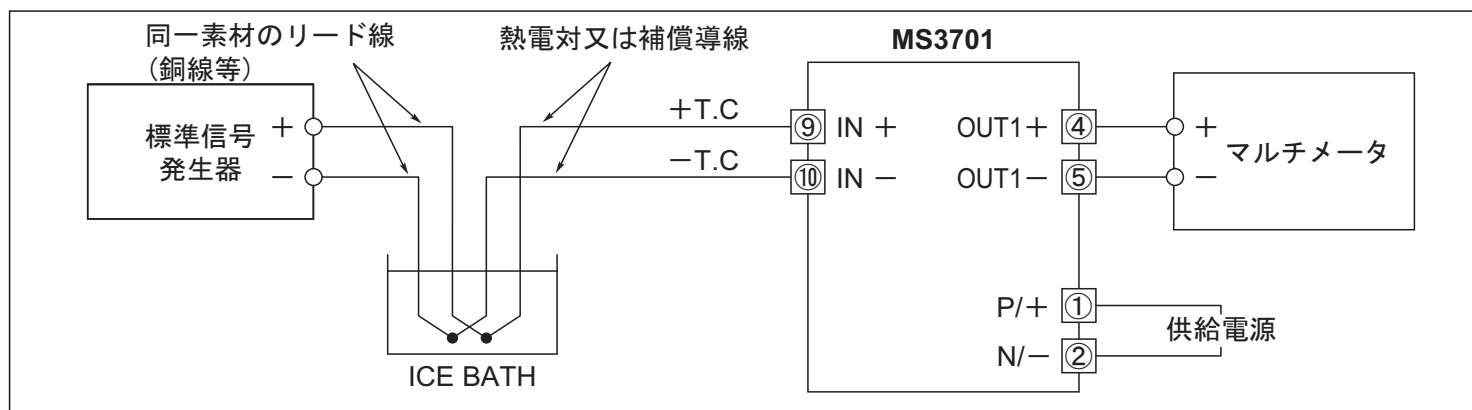 同一素材のリード線
(銅線等)
熱電対又は補償導線
MS3701
標準信号
発生器
+
−
+T.C
−T.C
⑨ IN +
⑩ IN −
OUT1+ ④
OUT1− ⑤
+
−
マルチメータ
P/+ ①
N/− ②
供給電源
ICE BATH